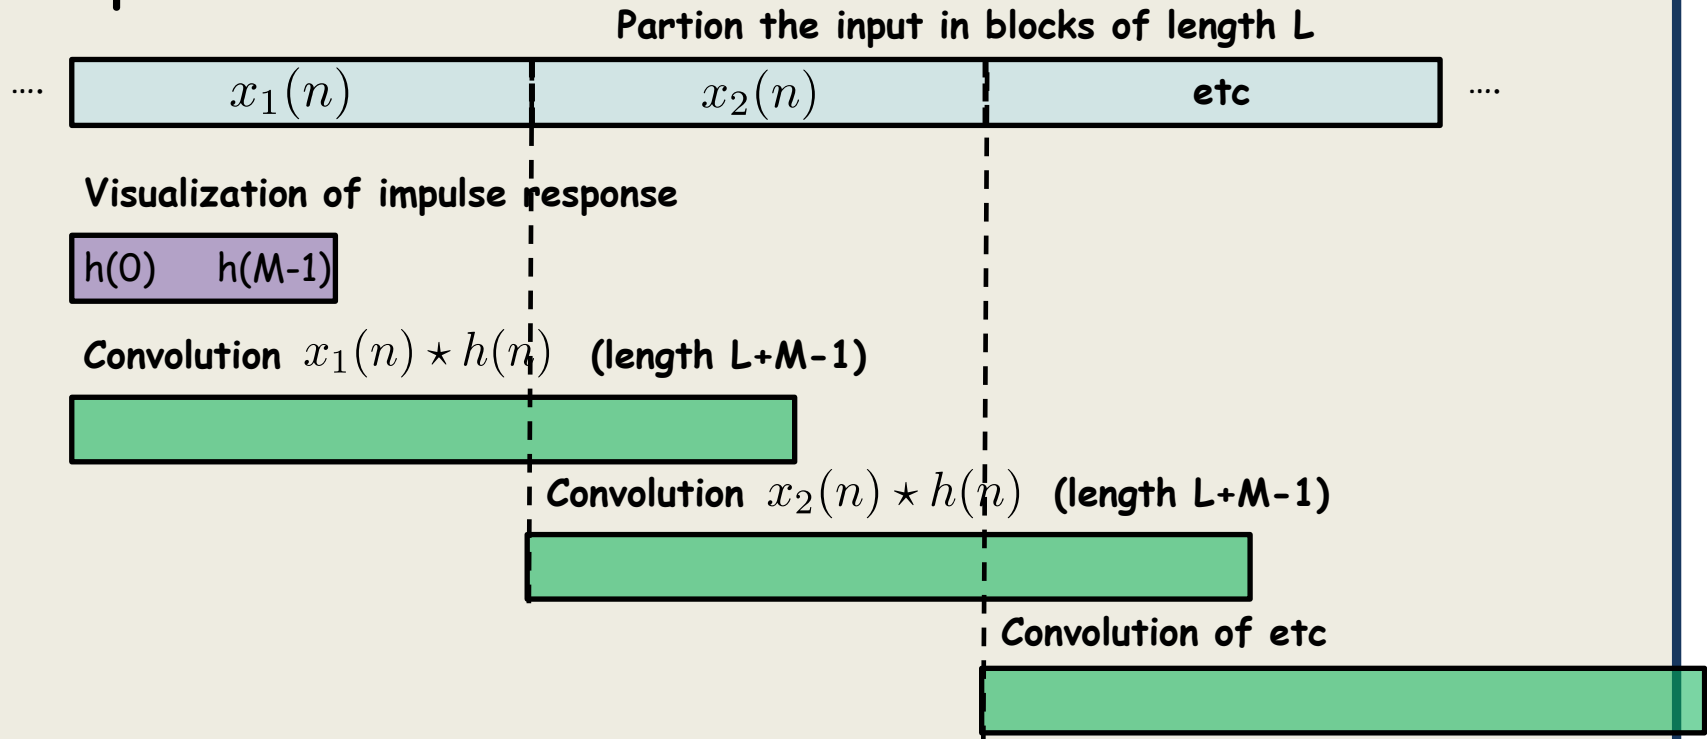 Partion the input in blocks of length L
.... x₁(n) x₂(n) etc ....
Visualization of impulse response
h(0) h(M-1)
Convolution x₁(n) ⋆ h(n) (length L+M-1)
Convolution x₂(n) ⋆ h(n) (length L+M-1)
Convolution of etc